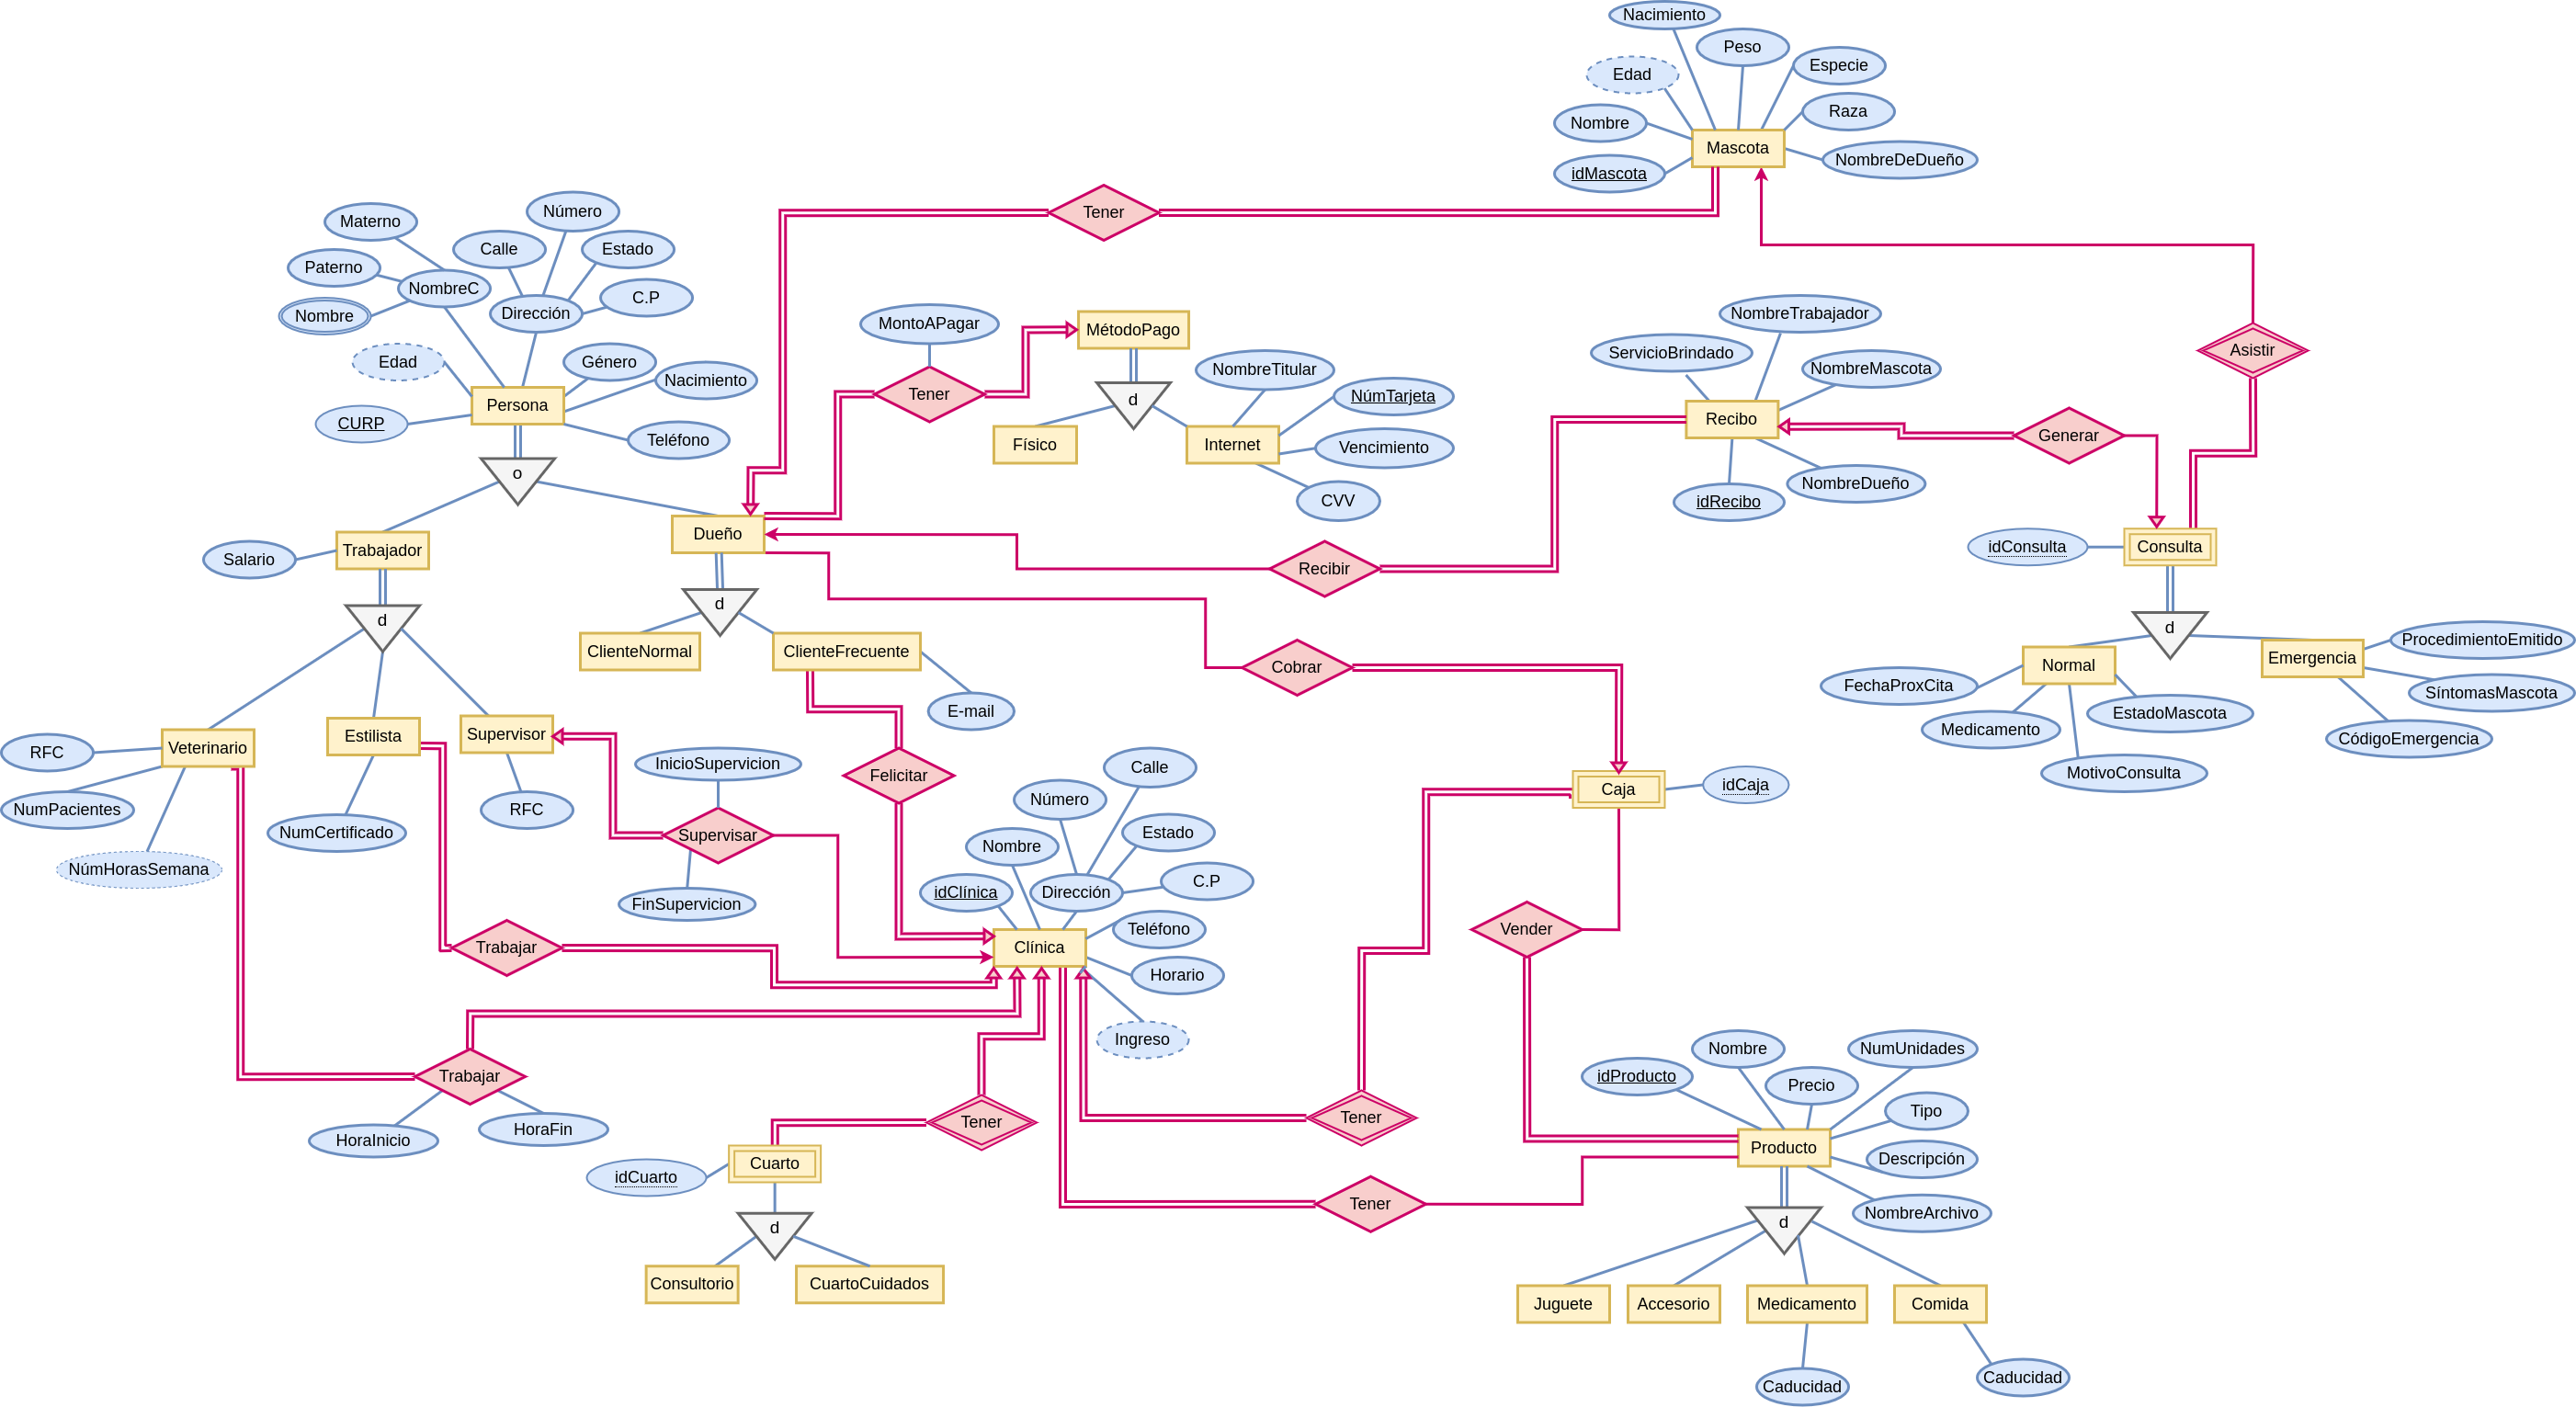 Nacimiento
Peso
Especie
Edad
Raza
Nombre
Mascota
NombreDeDueño
idMascota
Tener
Materno
Número
Calle
Estado
Paterno
NombreC
C.P
Nombre
Dirección
Edad
Género
Nacimiento
Persona
CURP
Teléfono
o
MontoAPagar
MétodoPago
Tener
NombreTitular
d
NúmTarjeta
Físico
Internet
Vencimiento
CVV
NombreTrabajador
ServicioBrindado
NombreMascota
Recibo
NombreDueño
idRecibo
Asistir
Generar
idConsulta
Consulta
Salario
Trabajador
Dueño
Recibir
d
d
ClienteNormal
ClienteFrecuente
E-mail
Cobrar
d
ProcedimientoEmitido
Normal
Emergencia
FechaProxCita
SíntomasMascota
EstadoMascota
Medicamento
CódigoEmergencia
MotivoConsulta
RFC
Veterinario
Estilista
Supervisor
NumPacientes
NumCertificado
RFC
NúmHorasSemana
InicioSupervicion
Supervisar
FinSupervicion
Felicitar
Calle
Número
Nombre
Estado
idClínica
Dirección
C.P
Teléfono
Clínica
Horario
Ingreso
Caja
idCaja
Vender
Trabajar
Trabajar
HoraInicio
HoraFin
Tener
Tener
Cuarto
idCuarto
d
Consultorio
CuartoCuidados
Tener
Nombre
NumUnidades
idProducto
Precio
Tipo
Producto
Descripción
NombreArchivo
d
Juguete
Accesorio
Medicamento
Comida
Caducidad
Caducidad